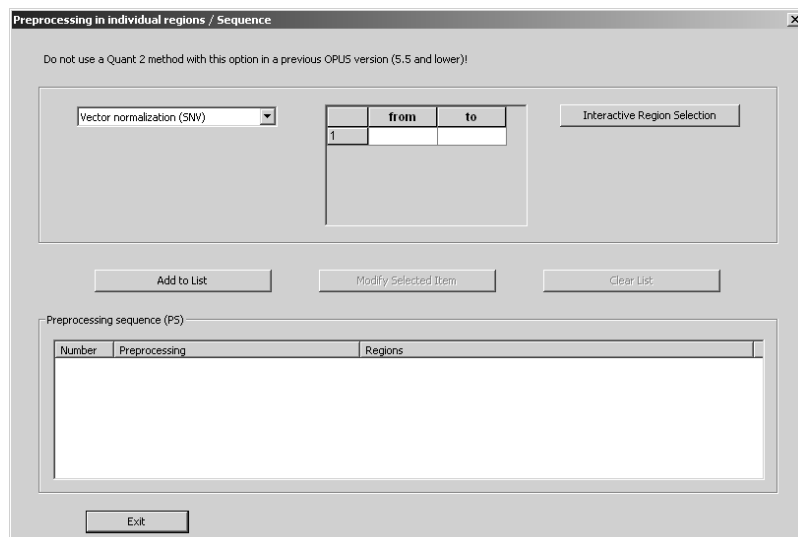 Preprocessing in individual regions / Sequence
Do not use a Quant 2 method with this option in a previous OPUS version (5.5 and lower)!
Vector normalization (SNV)
from to
1
Interactive Region Selection
Add to List
Modify Selected Item
Clear List
Preprocessing sequence (PS)
Number Preprocessing Regions
Exit